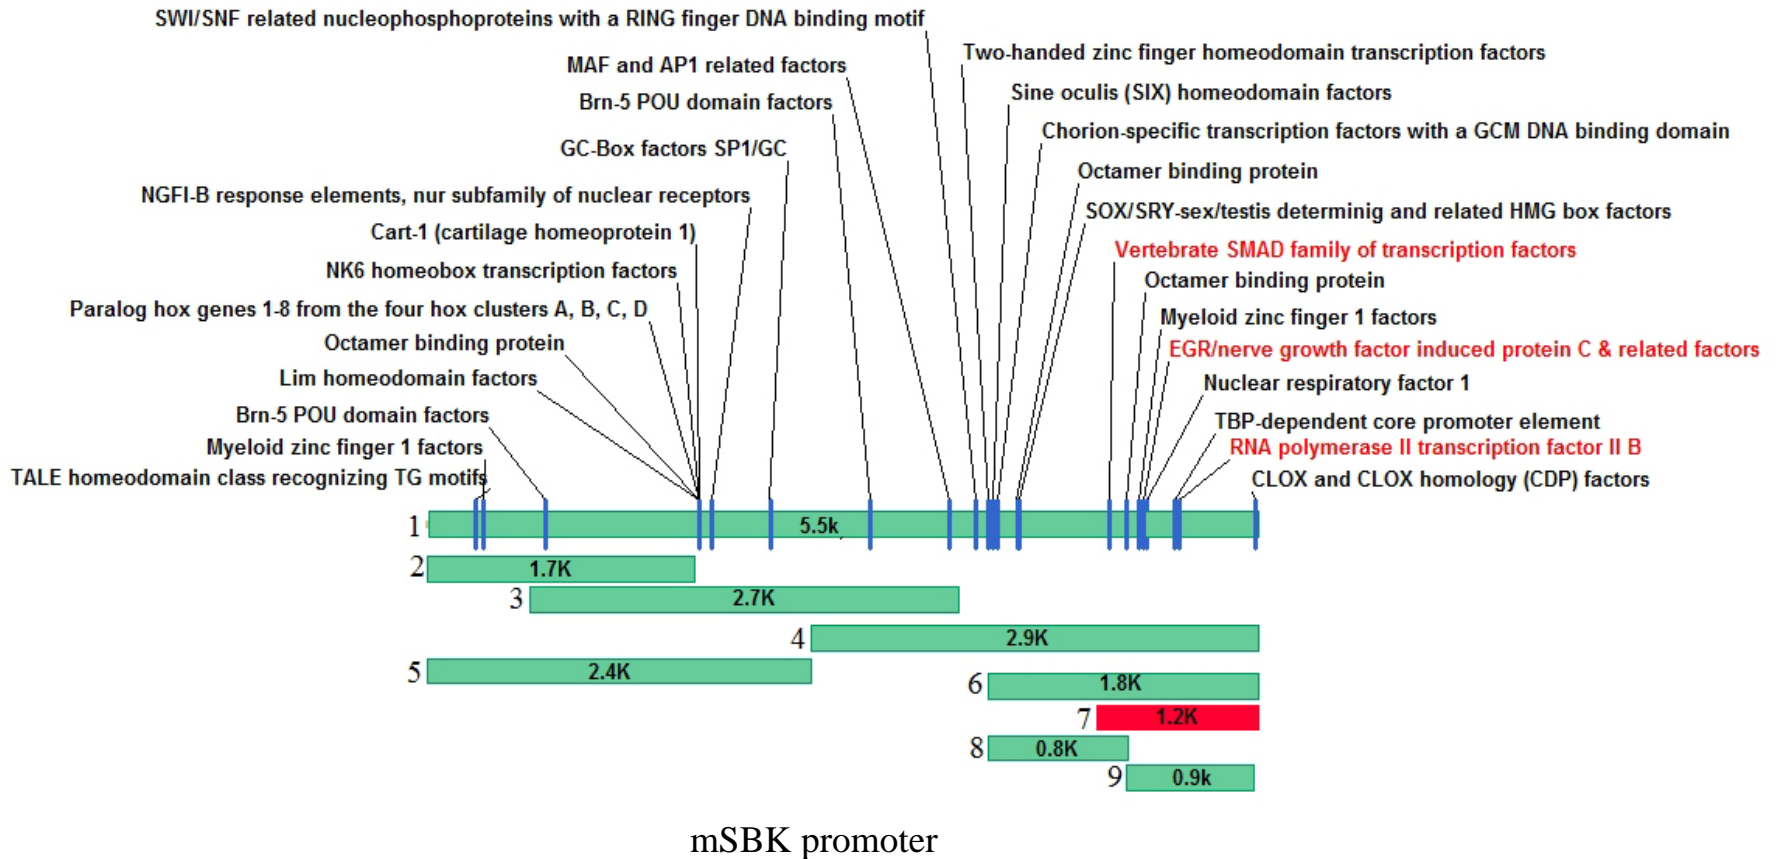 SWI/SNF related nucleophosphoproteins with a RING finger DNA binding motif
MAF and AP1 related factors
Brn-5 POU domain factors
GC-Box factors SP1/GC
NGFI-B response elements, nur subfamily of nuclear receptors
Cart-1 (cartilage homeoprotein 1)
NK6 homeobox transcription factors
Paralog hox genes 1-8 from the four hox clusters A, B, C, D
Octamer binding protein
Lim homeodomain factors
Brn-5 POU domain factors
Myeloid zinc finger 1 factors
TALE homeodomain class recognizing TG motifs
Two-handed zinc finger homeodomain transcription factors
Sine oculis (SIX) homeodomain factors
Chorion-specific transcription factors with a GCM DNA binding domain
Octamer binding protein
SOX/SRY-sex/testis determinig and related HMG box factors
Vertebrate SMAD family of transcription factors
Octamer binding protein
Myeloid zinc finger 1 factors
EGR/nerve growth factor induced protein C & related factors
Nuclear respiratory factor 1
TBP-dependent core promoter element
RNA polymerase II transcription factor II B
CLOX and CLOX homology (CDP) factors
1 5.5k
2 1.7K
3 2.7K
4 2.9K
5 2.4K
6 1.8K
7 1.2K
8 0.8K
9 0.9k
mSBK promoter